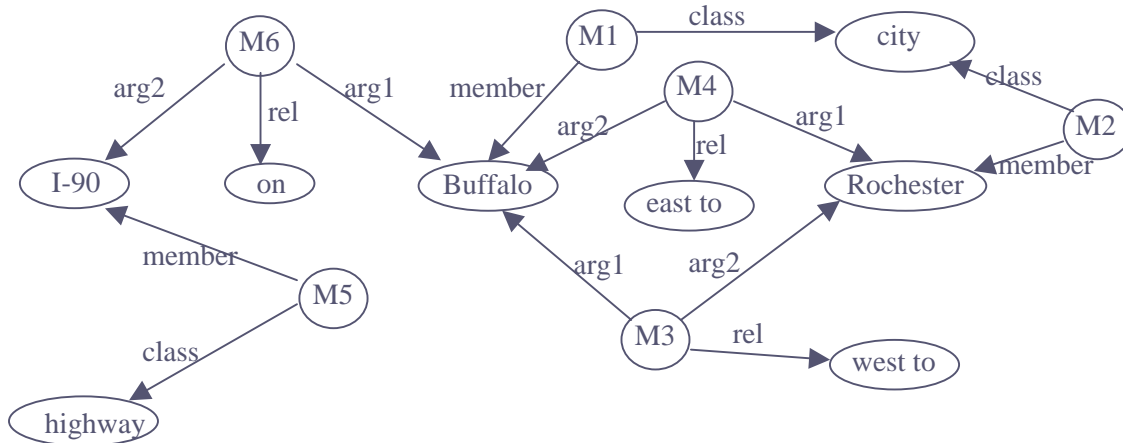 class
M6
M1
city
class
member
M4
arg2
arg1
rel
arg2
rel
arg1
M2
member
I-90
on
Buffalo
Rochester
east to
member
arg1
arg2
M5
M3
rel
class
west to
highway